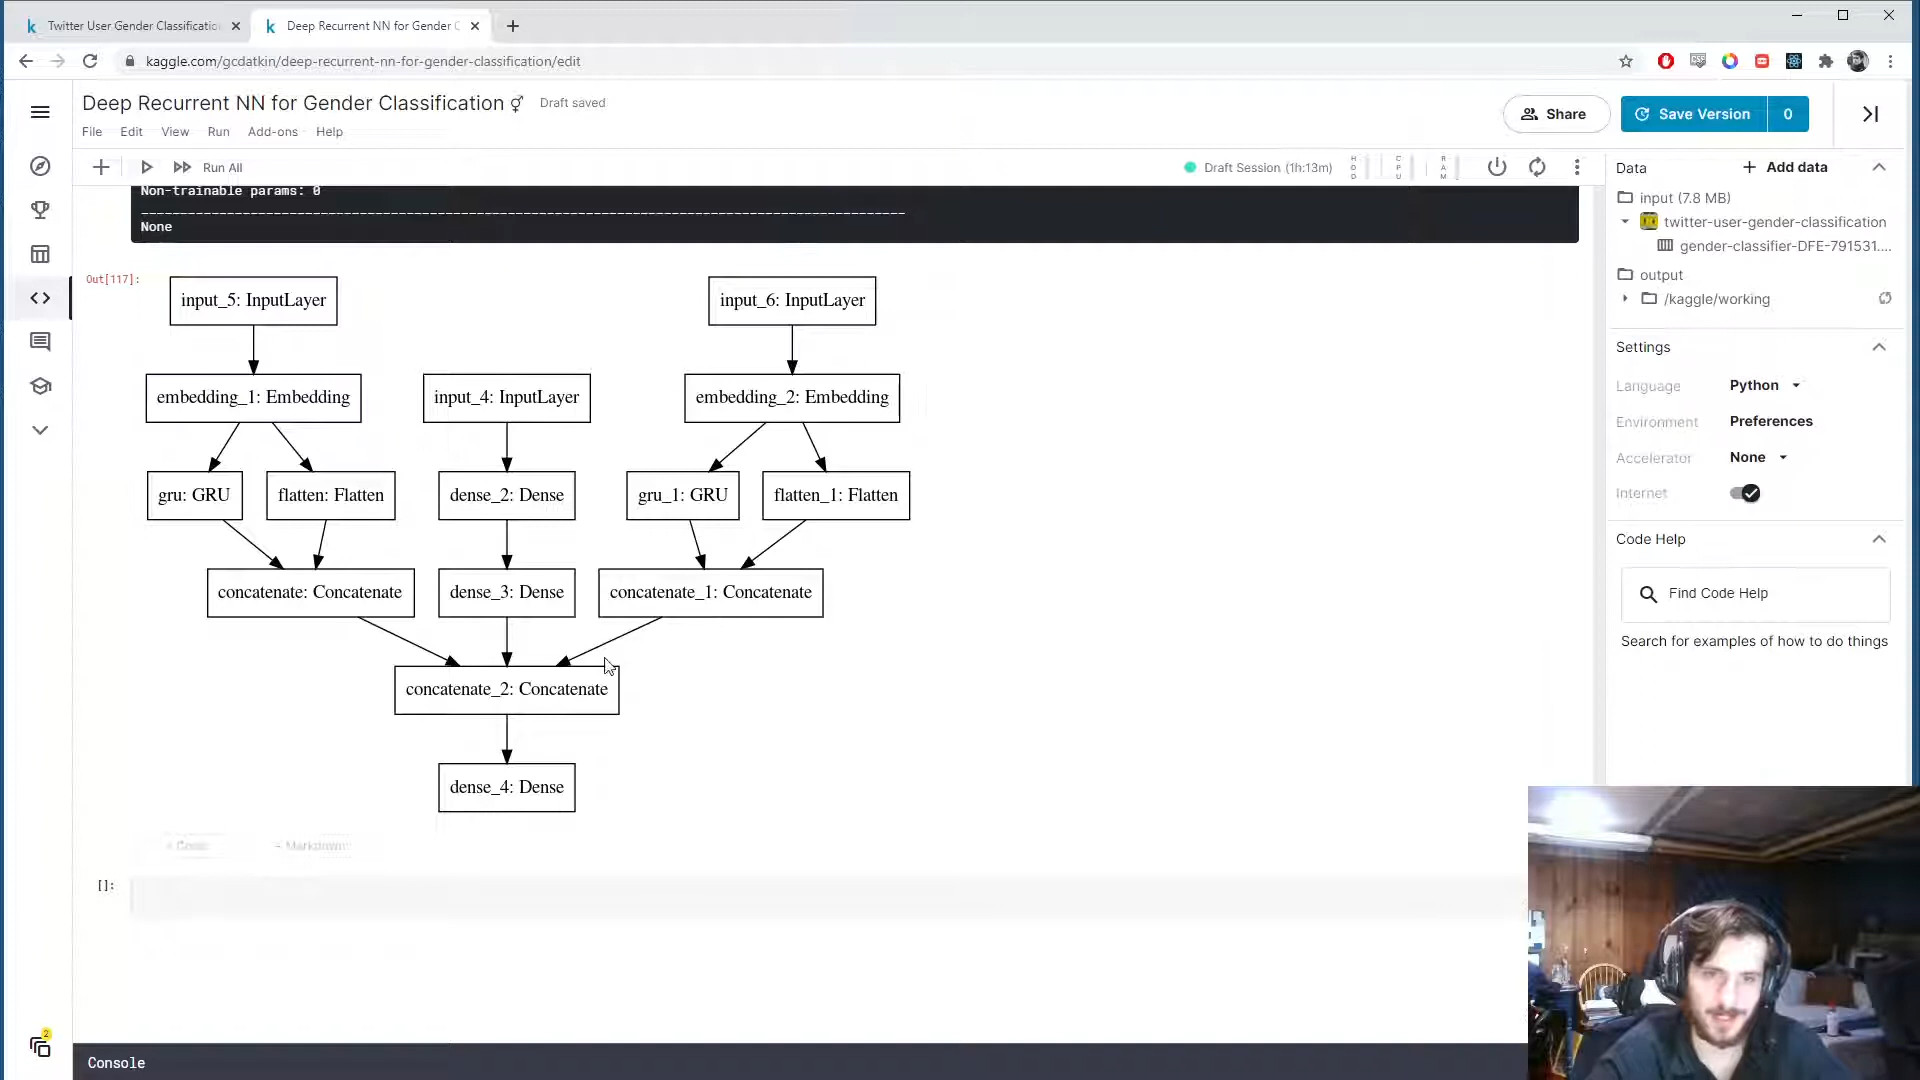 Twitter User Gender Classificatio
Deep Recurrent NN for Gender C
kaggle.com/gcdatkin/deep-recurrent-nn-for-gender-classification/edit
Deep Recurrent NN for Gender Classification ⚥
Draft saved
Share
Save Version
0
File
Edit
View
Run
Add-ons
Help
Run All
Draft Session (1h:13m)
HDD
CPU
RAM
Data
Add data
input (7.8 MB)
twitter-user-gender-classification
gender-classifier-DFE-791531....
output
/kaggle/working
Settings
Language
Python
Environment
Preferences
Accelerator
None
Internet
Code Help
Find Code Help
Search for examples of how to do things
Non-trainable params: 0
None
Out[117]:
input_5: InputLayer
input_6: InputLayer
embedding_1: Embedding
input_4: InputLayer
embedding_2: Embedding
gru: GRU
flatten: Flatten
dense_2: Dense
gru_1: GRU
flatten_1: Flatten
concatenate: Concatenate
dense_3: Dense
concatenate_1: Concatenate
concatenate_2: Concatenate
dense_4: Dense
+ Code
+ Markdown
[]:
2
Console